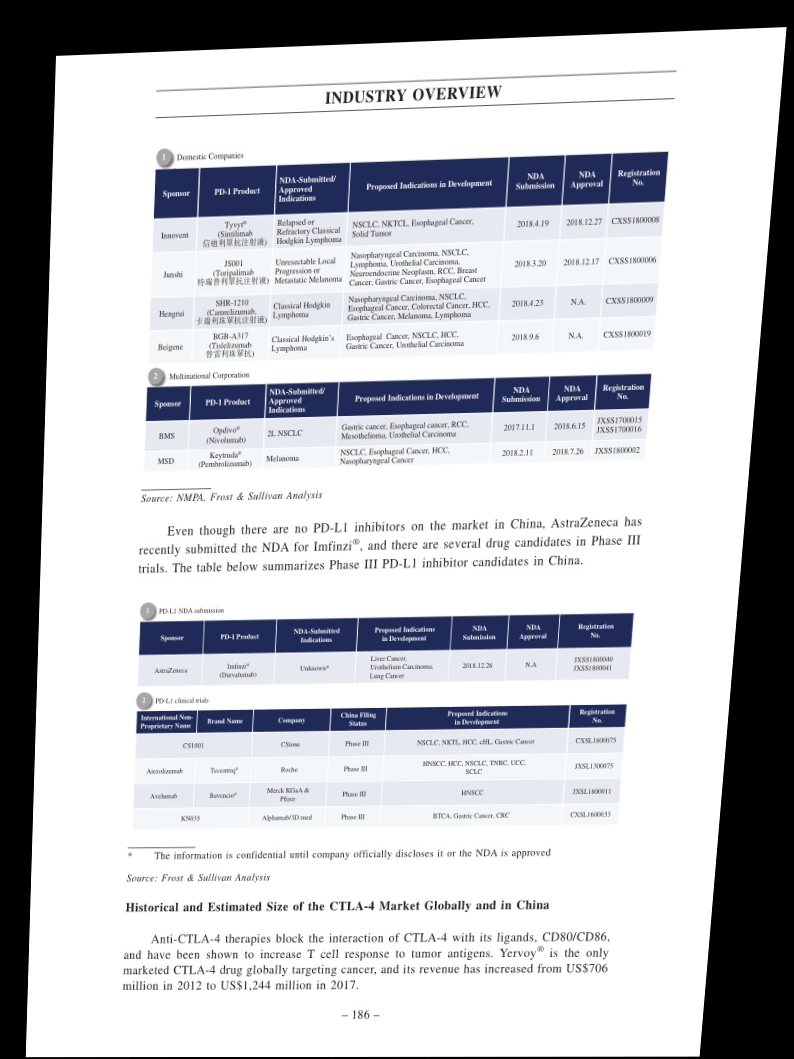 INDUSTRY OVERVIEW
1 Domestic Companies
Sponsor PD-1 Product NDA-Submitted/ Approved Indications Proposed Indications in Development NDA Submission NDA Approval Registration No.
Innovent Tyvyt® (Sintilimab 信迪利單抗注射液) Relapsed or Refractory Classical Hodgkin Lymphoma NSCLC, NKTCL, Esophageal Cancer, Solid Tumor 2018.4.19 2018.12.27 CXSS1800008
Junshi JS001 (Toripalimab 特瑞普利單抗注射液) Unresectable Local Progression or Metastatic Melanoma Nasopharyngeal Carcinoma, NSCLC, Lymphoma, Urothelial Carcinoma, Neuroendocrine Neoplasm, RCC, Breast Cancer, Gastric Cancer, Esophageal Cancer 2018.3.20 2018.12.17 CXSS1800006
Hengrui SHR-1210 (Camrelizumab, 卡瑞利珠單抗注射液) Classical Hodgkin Lymphoma Nasopharyngeal Carcinoma, NSCLC, Esophageal Cancer, Colorectal Cancer, HCC, Gastric Cancer, Melanoma, Lymphoma 2018.4.23 N.A. CXSS1800009
Beigene BGB-A317 (Tislelizumab 替雷利珠單抗) Classical Hodgkin's Lymphoma Esophageal Cancer, NSCLC, HCC, Gastric Cancer, Urothelial Carcinoma 2018.9.6 N.A. CXSS1800019
2 Multinational Corporation
Sponsor PD-1 Product NDA-Submitted/ Approved Indications Proposed Indications in Development NDA Submission NDA Approval Registration No.
BMS Opdivo® (Nivolumab) 2L NSCLC Gastric cancer, Esophageal cancer, RCC, Mesothelioma, Urothelial Carcinoma 2017.11.1 2018.6.15 JXSS1700015 JXSS1700016
MSD Keytruda® (Pembrolizumab) Melanoma NSCLC, Esophageal Cancer, HCC, Nasopharyngeal Cancer 2018.2.11 2018.7.26 JXSS1800002
Source: NMPA, Frost & Sullivan Analysis
Even though there are no PD-L1 inhibitors on the market in China, AstraZeneca has
recently submitted the NDA for Imfinzi®, and there are several drug candidates in Phase III
trials. The table below summarizes Phase III PD-L1 inhibitor candidates in China.
1 PD-L1 NDA submission
Sponsor PD-1 Product NDA-Submitted Indications Proposed Indications in Development NDA Submission NDA Approval Registration No.
AstraZeneca Imfinzi® (Durvalumab) Unknown* Liver Cancer, Urothelium Carcinoma, Lung Cancer 2018.12.26 N.A JXSS1800040 JXSS1800041
2 PD-L1 clinical trials
International Non-Proprietary Name Brand Name Company China Filing Status Proposed Indications in Development Registration No.
CS1001 CStone Phase III NSCLC, NKTL, HCC, cHL, Gastric Cancer CXSL1600075
Atezolizumab Tecentriq® Roche Phase III HNSCC, HCC, NSCLC, TNBC, UCC, SCLC JXSL1300075
Avelumab Bavencio® Merck KGaA & Pfizer Phase III HNSCC JXSL1600011
KN035 Alphamab/3D med Phase III BTCA, Gastric Cancer, CRC CXSL1600033
* The information is confidential until company officially discloses it or the NDA is approved
Source: Frost & Sullivan Analysis
Historical and Estimated Size of the CTLA-4 Market Globally and in China
Anti-CTLA-4 therapies block the interaction of CTLA-4 with its ligands, CD80/CD86,
and have been shown to increase T cell response to tumor antigens. Yervoy® is the only
marketed CTLA-4 drug globally targeting cancer, and its revenue has increased from US$706
million in 2012 to US$1,244 million in 2017.
– 186 –